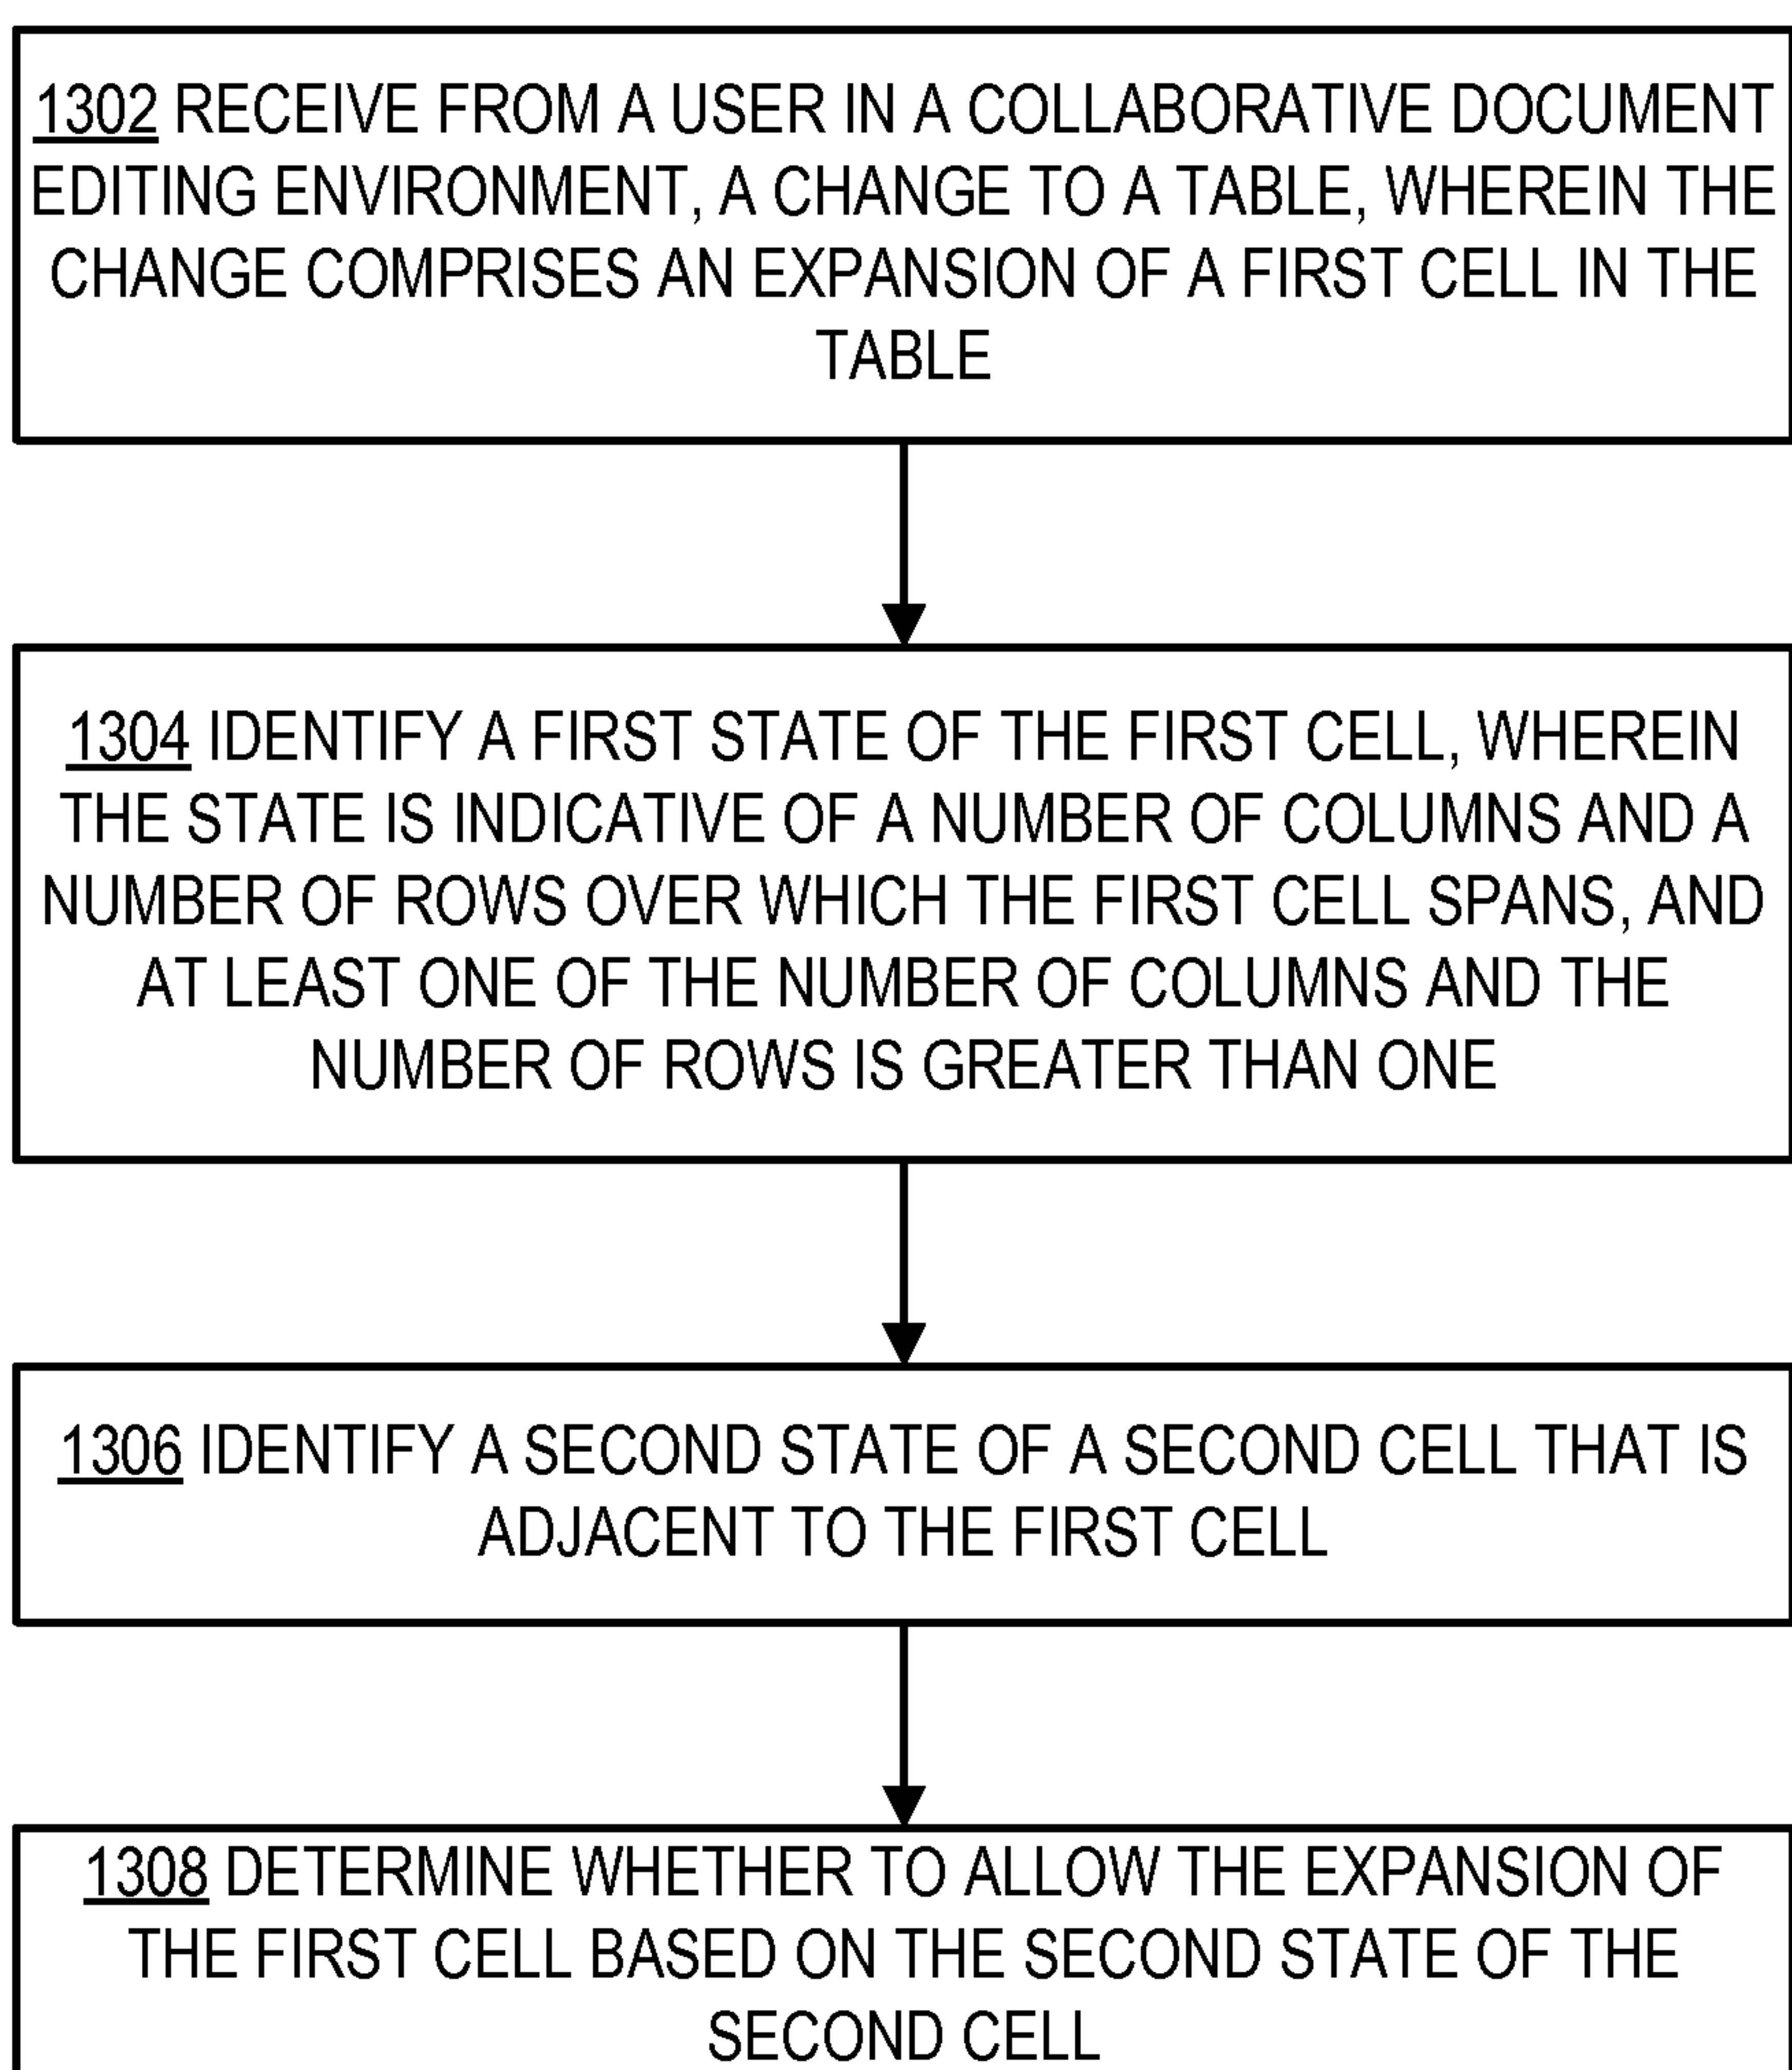 1302 RECEIVE FROM A USER IN A COLLABORATIVE DOCUMENT
EDITING ENVIRONMENT, A CHANGE TO A TABLE, WHEREIN THE
CHANGE COMPRISES AN EXPANSION OF A FIRST CELL IN THE
TABLE
1304 IDENTIFY A FIRST STATE OF THE FIRST CELL, WHEREIN
THE STATE IS INDICATIVE OF A NUMBER OF COLUMNS AND A
NUMBER OF ROWS OVER WHICH THE FIRST CELL SPANS, AND
AT LEAST ONE OF THE NUMBER OF COLUMNS AND THE
NUMBER OF ROWS IS GREATER THAN ONE
1306 IDENTIFY A SECOND STATE OF A SECOND CELL THAT IS
ADJACENT TO THE FIRST CELL
1308 DETERMINE WHETHER TO ALLOW THE EXPANSION OF
THE FIRST CELL BASED ON THE SECOND STATE OF THE
SECOND CELL